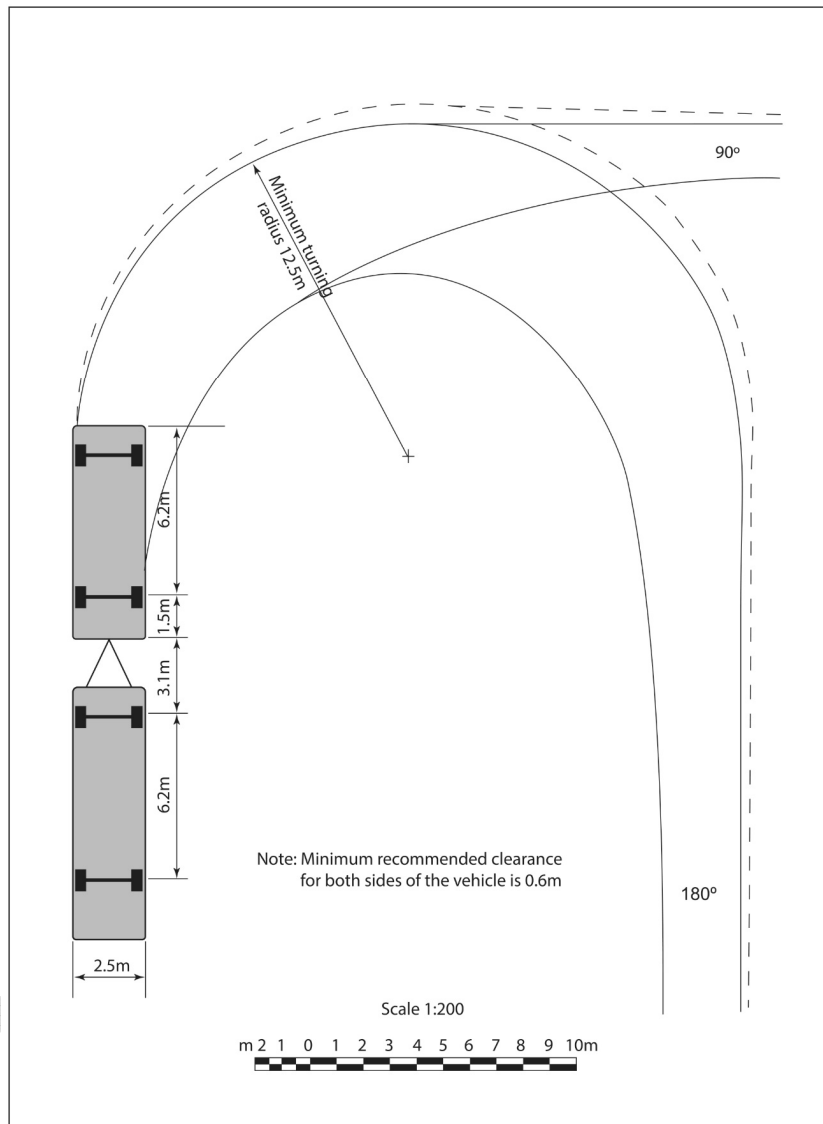 90º
Minimum turning
radius 12.5m
6.2m
1.5m
3.1m
6.2m
Note: Minimum recommended clearance
for both sides of the vehicle is 0.6m
180º
2.5m
Scale 1:200
m 2 1 0 1 2 3 4 5 6 7 8 9 10m